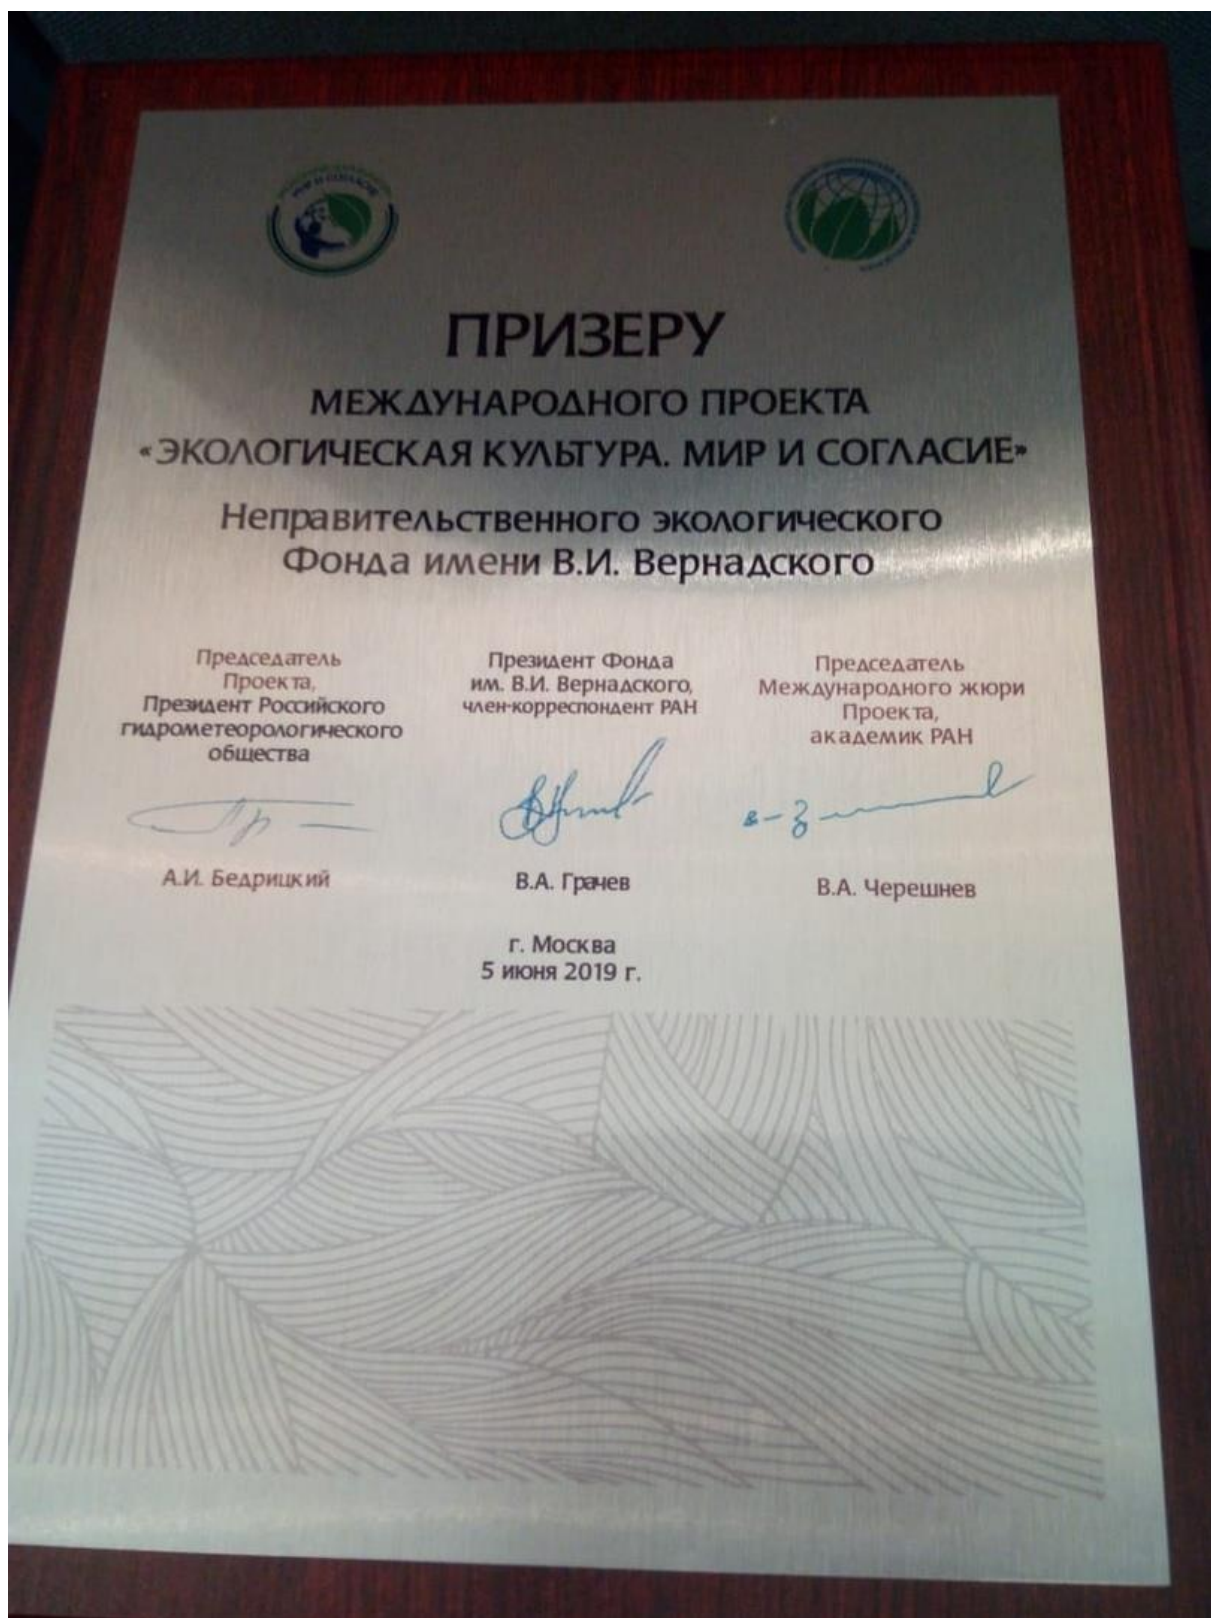 МИР И СОГЛАСИЕ
ПРИЗЕРУ
МЕЖДУНАРОДНОГО ПРОЕКТА
«ЭКОЛОГИЧЕСКАЯ КУЛЬТУРА. МИР И СОГЛАСИЕ»
Неправительственного экологического
Фонда имени В.И. Вернадского
Председатель
Проекта,
Президент Российского
гидрометеорологического
общества
А.И. Бедрицкий
Президент Фонда
им. В.И. Вернадского,
член-корреспондент РАН
В.А. Грачев
Председатель
Международного жюри
Проекта,
академик РАН
В.А. Черешнев
г. Москва
5 июня 2019 г.